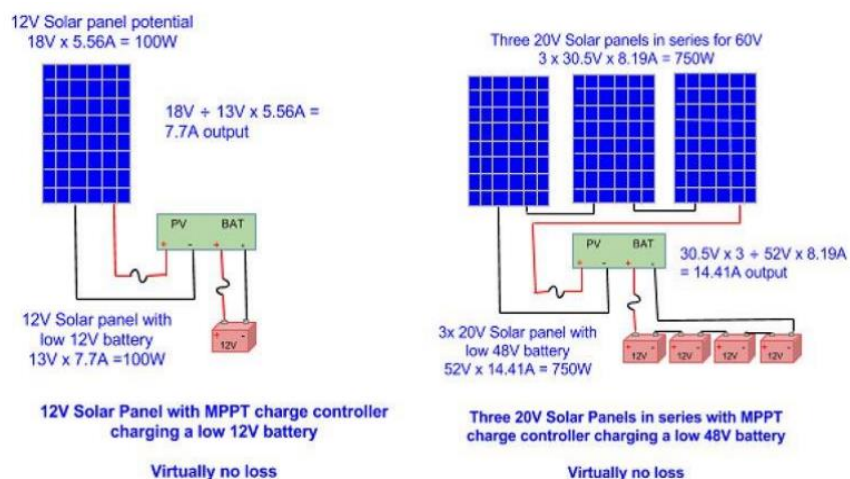 12V Solar panel potential
18V x 5.56A = 100W
18V ÷ 13V x 5.56A =
7.7A output
PV BAT
+ - + -
12V
12V Solar panel with
low 12V battery
13V x 7.7A =100W
12V Solar Panel with MPPT charge controller
charging a low 12V battery
Virtually no loss
Three 20V Solar panels in series for 60V
3 x 30.5V x 8.19A = 750W
PV BAT
+ - + -
30.5V x 3 ÷ 52V x 8.19A
= 14.41A output
3x 20V Solar panel with
low 48V battery
52V x 14.41A = 750W
+ - + - + - + -
12V 12V 12V 12V
Three 20V Solar Panels in series with MPPT
charge controller charging a low 48V battery
Virtually no loss